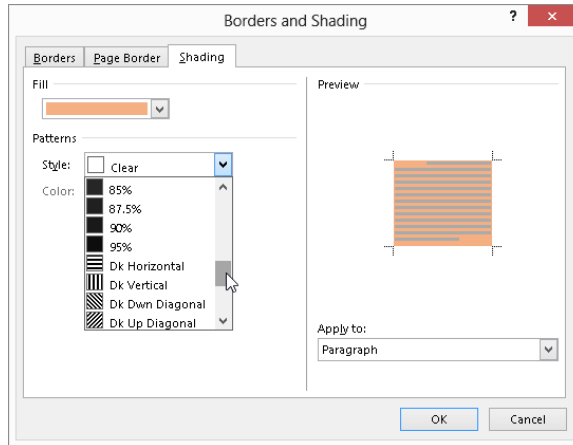 Borders and Shading
?
Borders Page Border Shading
Fill
Preview
Patterns
Style: Clear
Color:
85%
87.5%
90%
95%
Dk Horizontal
Dk Vertical
Dk Dwn Diagonal
Dk Up Diagonal
Apply to:
Paragraph
OK Cancel